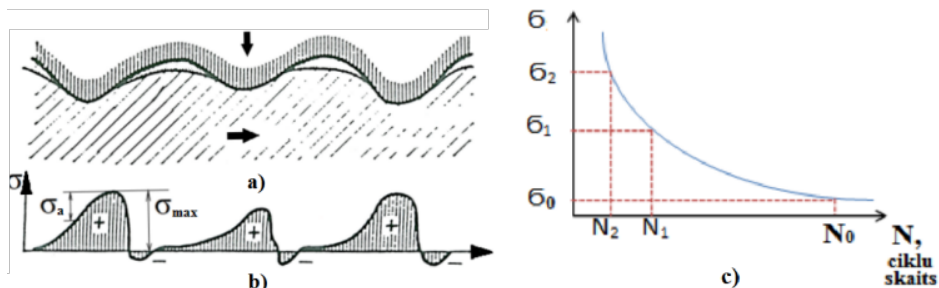 a)
σ
σa
+
σmax
+
+
−
−
−
b)
c)
б
б2
б1
б0
N2
N1
N0
N,
ciklu
skaits